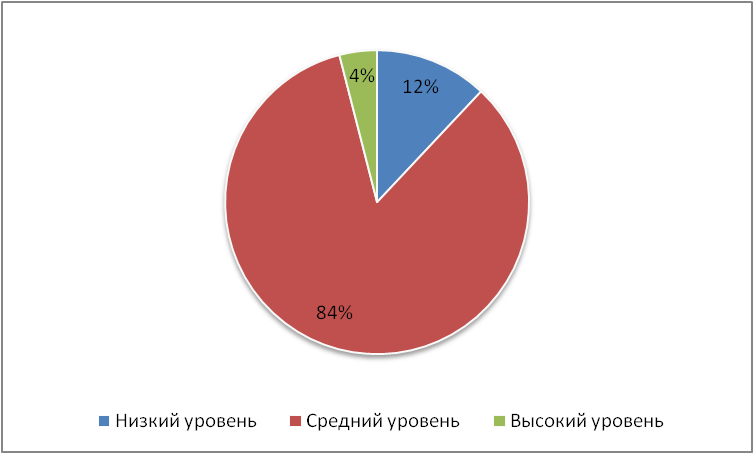 4%
12%
84%
Низкий уровень
Средний уровень
Высокий уровень